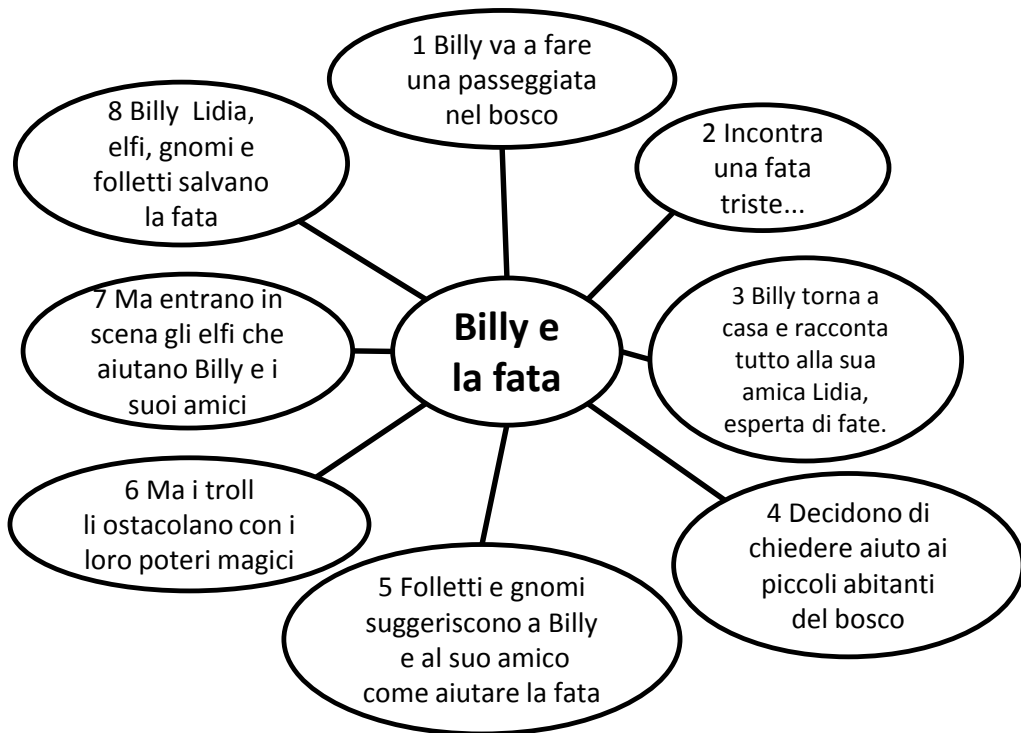 1 Billy va a fare
una passeggiata
nel bosco
2 Incontra
una fata
triste...
3 Billy torna a
casa e racconta
tutto alla sua
amica Lidia,
esperta di fate.
4 Decidono di
chiedere aiuto ai
piccoli abitanti
del bosco
5 Folletti e gnomi
suggeriscono a Billy
e al suo amico
come aiutare la fata
6 Ma i troll
li ostacolano con i
loro poteri magici
7 Ma entrano in
scena gli elfi che
aiutano Billy e i
suoi amici
8 Billy Lidia,
elfi, gnomi e
folletti salvano
la fata
Billy e
la fata